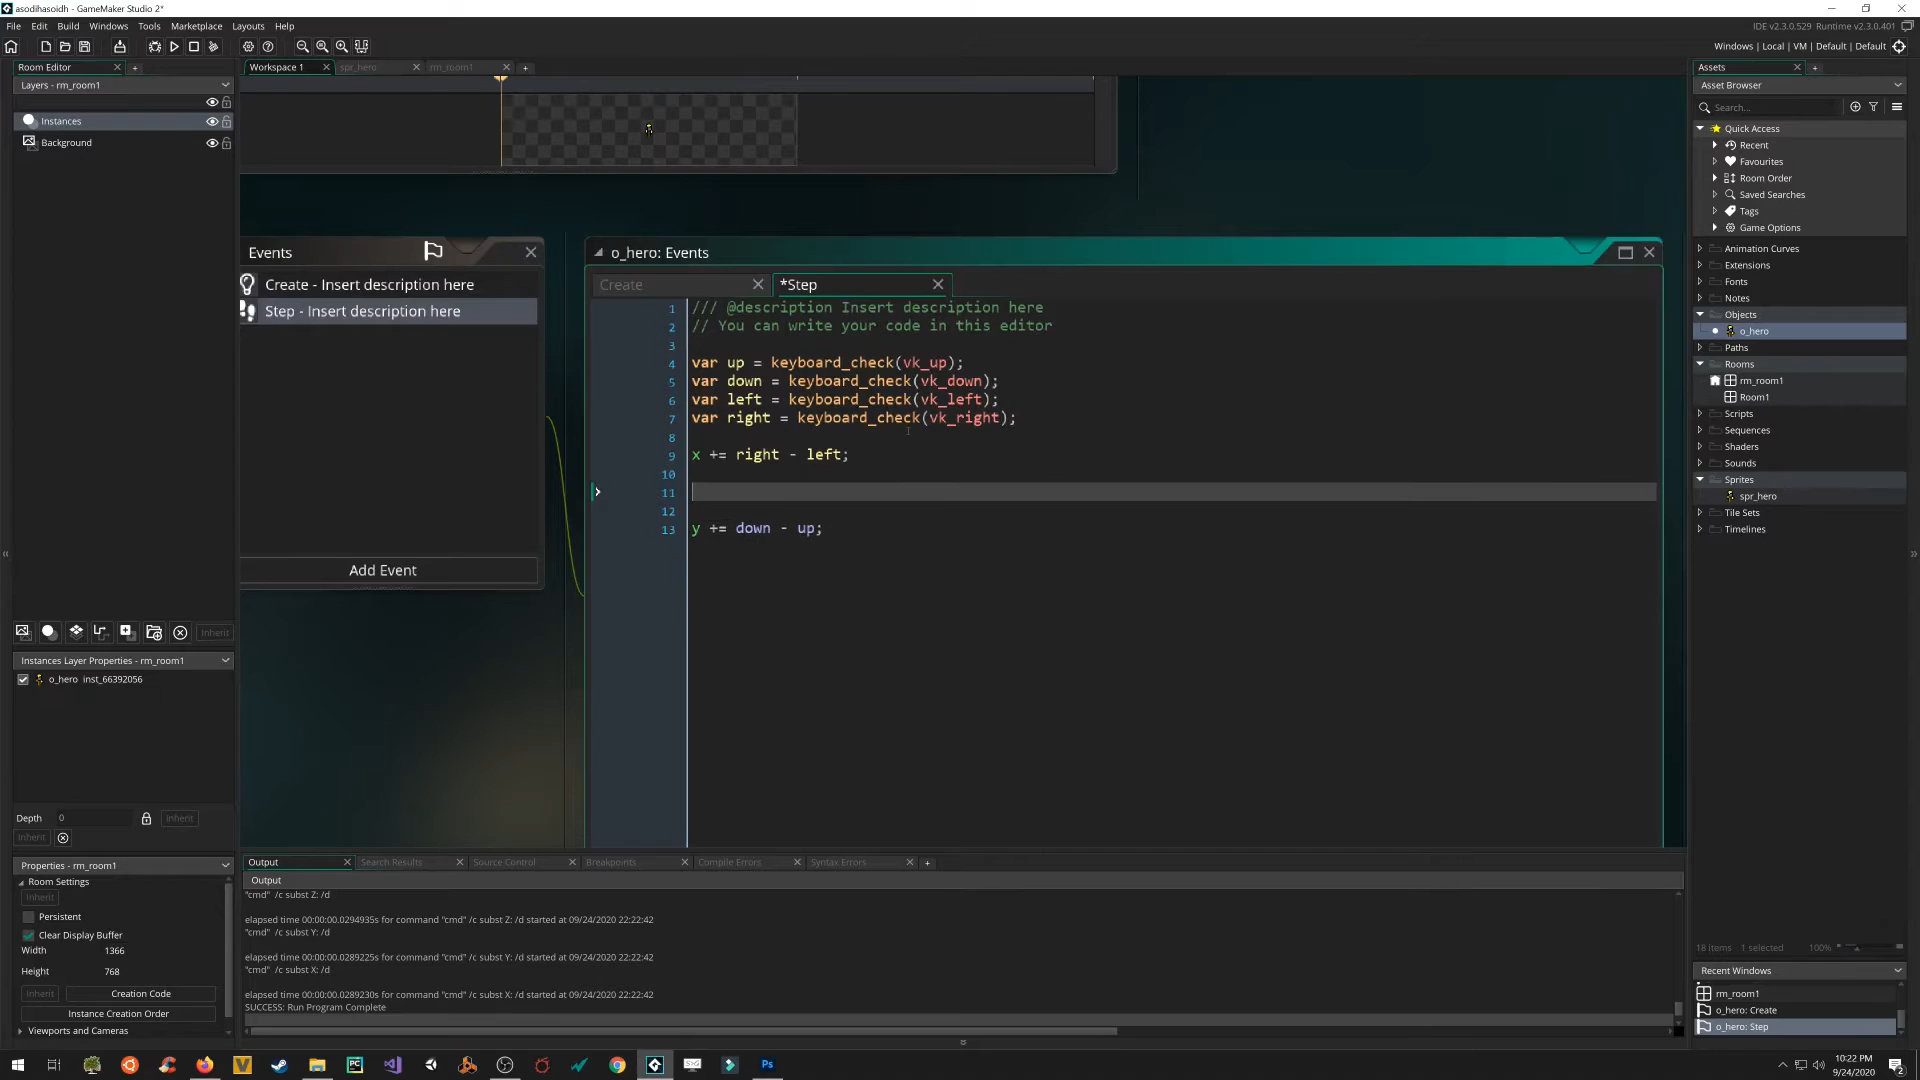 asodihasoidh - GameMaker Studio 2*
File Edit Build Windows Tools Marketplace Layouts Help
IDE v2.3.0.529 Runtime v2.3.0.401
Windows | Local | VM | Default | Default
Room Editor
Layers - rm_room1
Instances
Background
Inherit
Instances Layer Properties - rm_room1
o_hero inst_66392056
Depth 0 Inherit
Inherit
Properties - rm_room1
Room Settings
Inherit
Persistent
Clear Display Buffer
Width 1366
Height 768
Inherit Creation Code
Instance Creation Order
Viewports and Cameras
Workspace 1 spr_hero rm_room1
Events
Create - Insert description here
Step - Insert description here
Add Event
o_hero: Events
Create *Step
1 /// @description Insert description here
2 // You can write your code in this editor
3
4 var up = keyboard_check(vk_up);
5 var down = keyboard_check(vk_down);
6 var left = keyboard_check(vk_left);
7 var right = keyboard_check(vk_right);
8
9 x += right - left;
10
11
12
13 y += down - up;
Output Search Results Source Control Breakpoints Compile Errors Syntax Errors
Output
"cmd" /c subst Z: /d
elapsed time 00:00:00.0294935s for command "cmd" /c subst Z: /d started at 09/24/2020 22:22:42
"cmd" /c subst Y: /d
elapsed time 00:00:00.0289225s for command "cmd" /c subst Y: /d started at 09/24/2020 22:22:42
"cmd" /c subst X: /d
elapsed time 00:00:00.0289230s for command "cmd" /c subst X: /d started at 09/24/2020 22:22:42
SUCCESS: Run Program Complete
Assets
Asset Browser
Search...
Quick Access
Recent
Favourites
Room Order
Saved Searches
Tags
Game Options
Animation Curves
Extensions
Fonts
Notes
Objects
o_hero
Paths
Rooms
rm_room1
Room1
Scripts
Sequences
Shaders
Sounds
Sprites
spr_hero
Tile Sets
Timelines
18 items 1 selected 100%
Recent Windows
rm_room1
o_hero: Create
o_hero: Step
PC
Ps
10:22 PM
9/24/2020
2